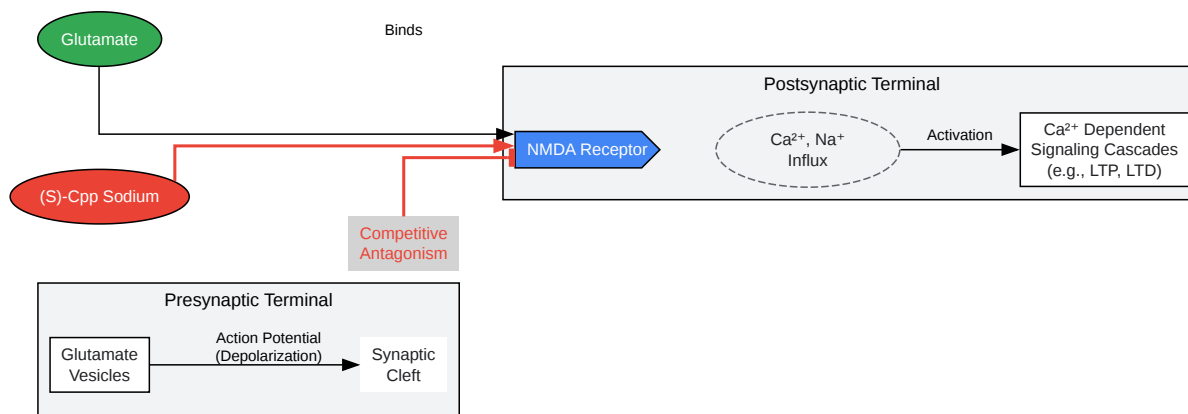 Glutamate
Binds
Postsynaptic Terminal
NMDA Receptor
Ca²⁺, Na⁺
Influx
Activation
Ca²⁺ Dependent
Signaling Cascades
(e.g., LTP, LTD)
(S)-Cpp Sodium
Competitive
Antagonism
Presynaptic Terminal
Glutamate
Vesicles
Action Potential
(Depolarization)
Synaptic
Cleft